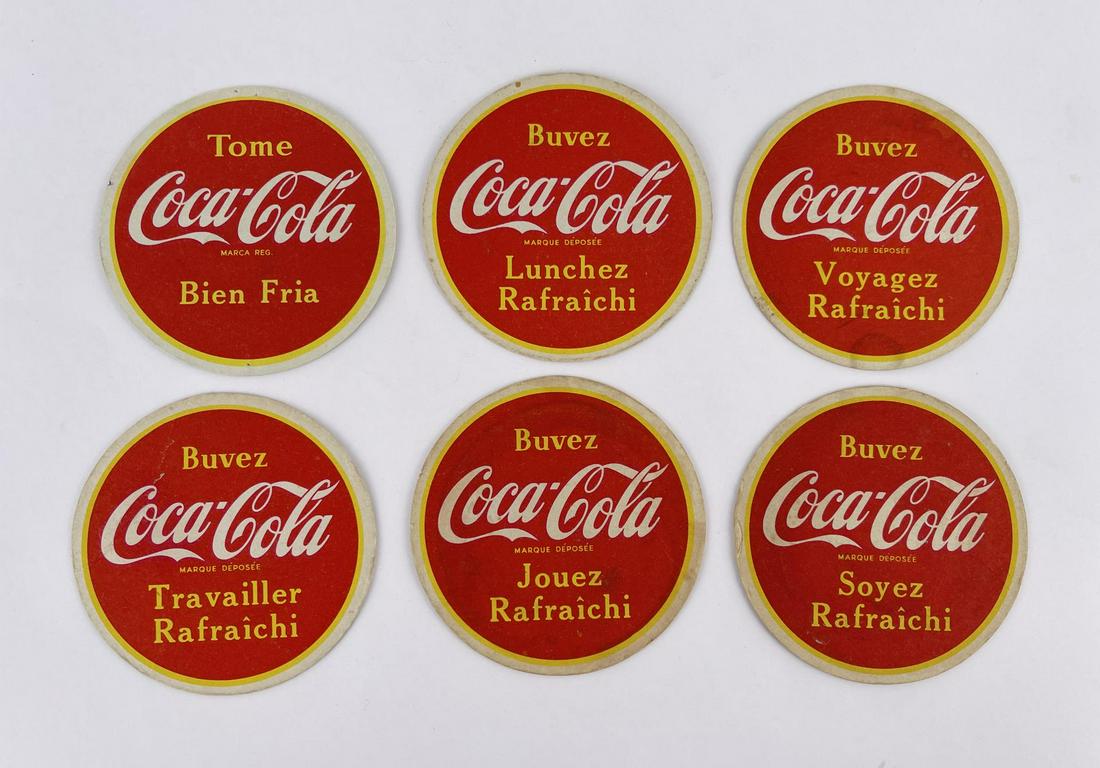 Tome
Coca-Cola
MARCA REG.
Bien Fria
Buvez
Coca-Cola
MARQUE DEPOSÉE
Lunchez
Rafraîchi
Buvez
Coca-Cola
MARQUE DÉPOSÉE
Voyagez
Rafraîchi
Buvez
Coca-Cola
MARQUE DÉPOSÉE
Travailler
Rafraîchi
Buvez
Coca-Cola
MARQUE DÉPOSÉE
Jouez
Rafraîchi
Buvez
Coca-Cola
MARQUE DÉPOSÉE
Soyez
Rafraîchi